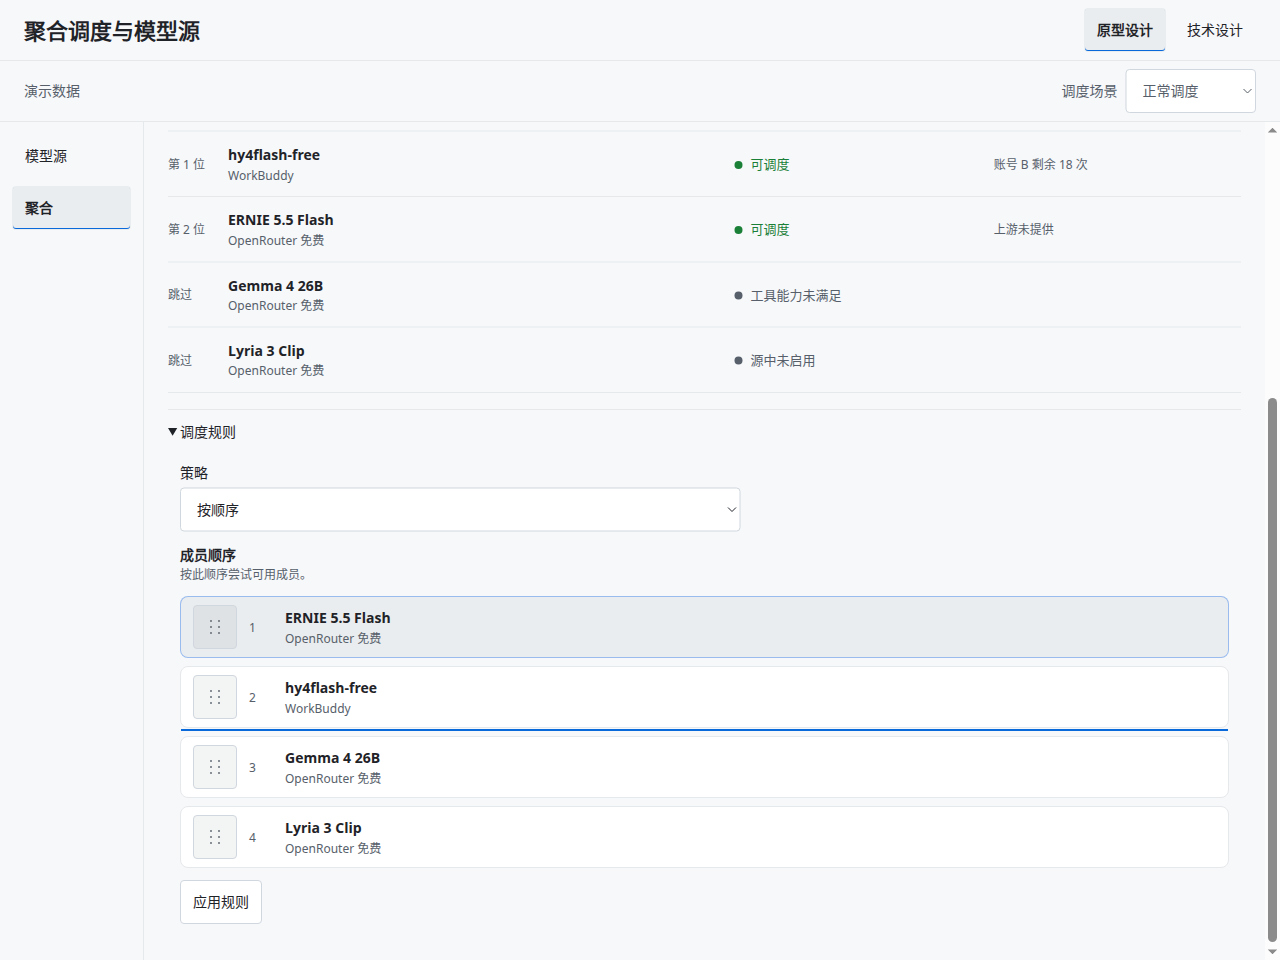 聚合调度与模型源
原型设计
技术设计
演示数据
调度场景
正常调度
模型源
聚合
第 1 位
hy4flash-free
WorkBuddy
可调度
账号 B 剩余 18 次
第 2 位
ERNIE 5.5 Flash
OpenRouter 免费
可调度
上游未提供
跳过
Gemma 4 26B
OpenRouter 免费
工具能力未满足
跳过
Lyria 3 Clip
OpenRouter 免费
源中未启用
调度规则
策略
按顺序
成员顺序
按此顺序尝试可用成员。
1
ERNIE 5.5 Flash
OpenRouter 免费
2
hy4flash-free
WorkBuddy
3
Gemma 4 26B
OpenRouter 免费
4
Lyria 3 Clip
OpenRouter 免费
应用规则